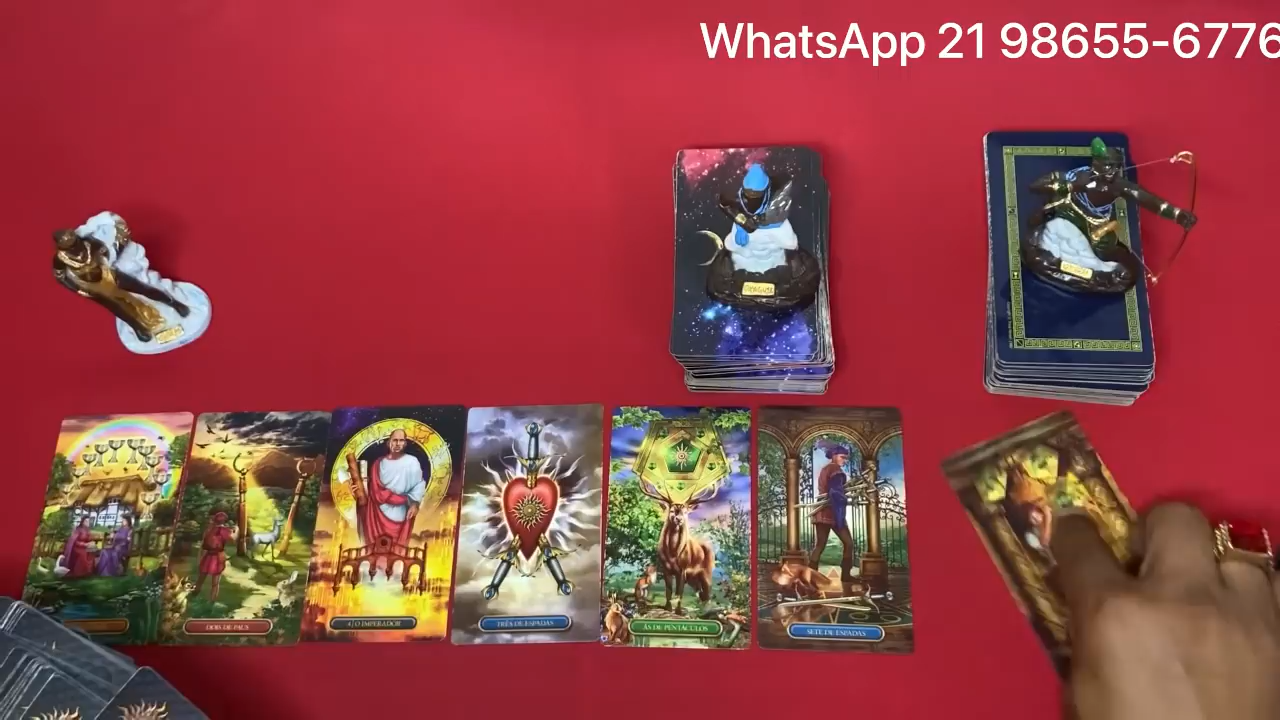 WhatsApp 21 98655-6776
DOIS DE PAUS
4 | O IMPERADOR
TRÊS DE ESPADAS
ÁS DE PENTÁCULOS
SETE DE ESPADAS